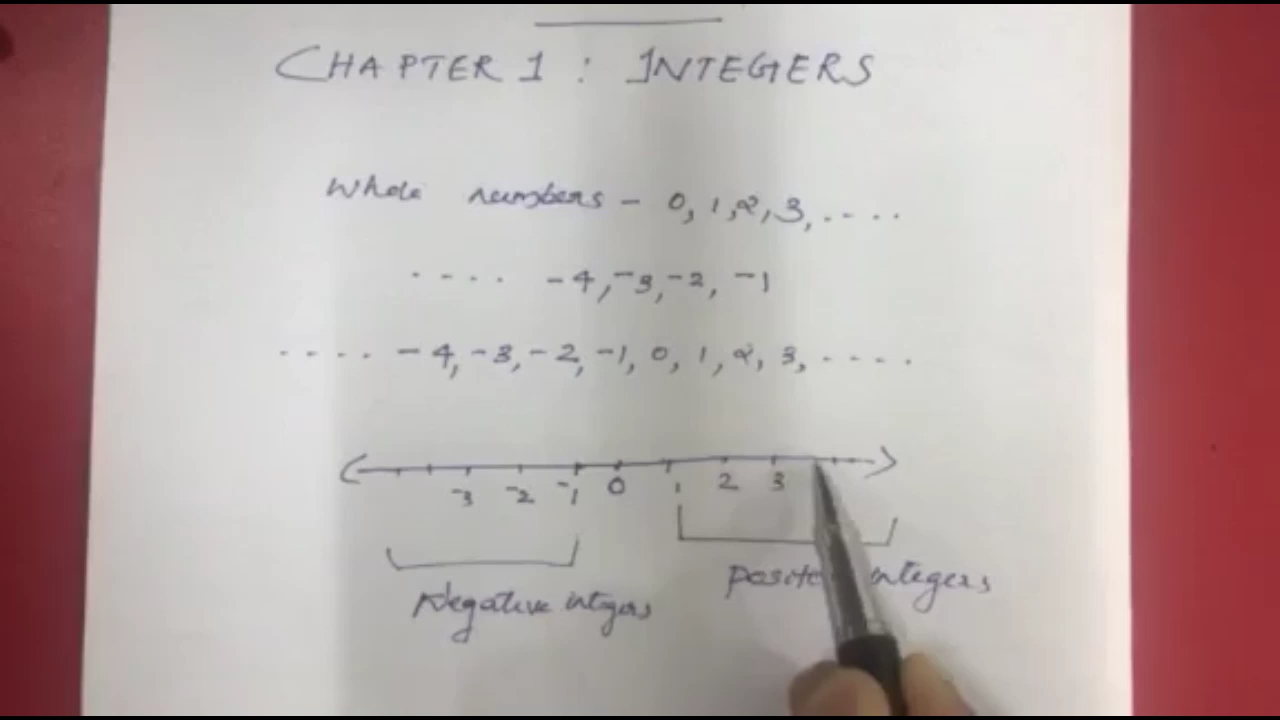 CHAPTER 1 : INTEGERS
Whole numbers - 0, 1, 2, 3, ....
.... -4, -3, -2, -1
.... -4, -3, -2, -1, 0, 1, 2, 3, ....
-3 -2 -1 0 1 2 3
Negative integers integers